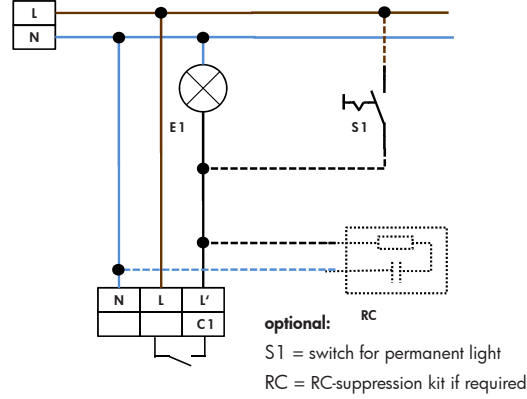 L
N
E1
S1
N L L'
C1
RC
optional:
S1 = switch for permanent light
RC = RC-suppression kit if required